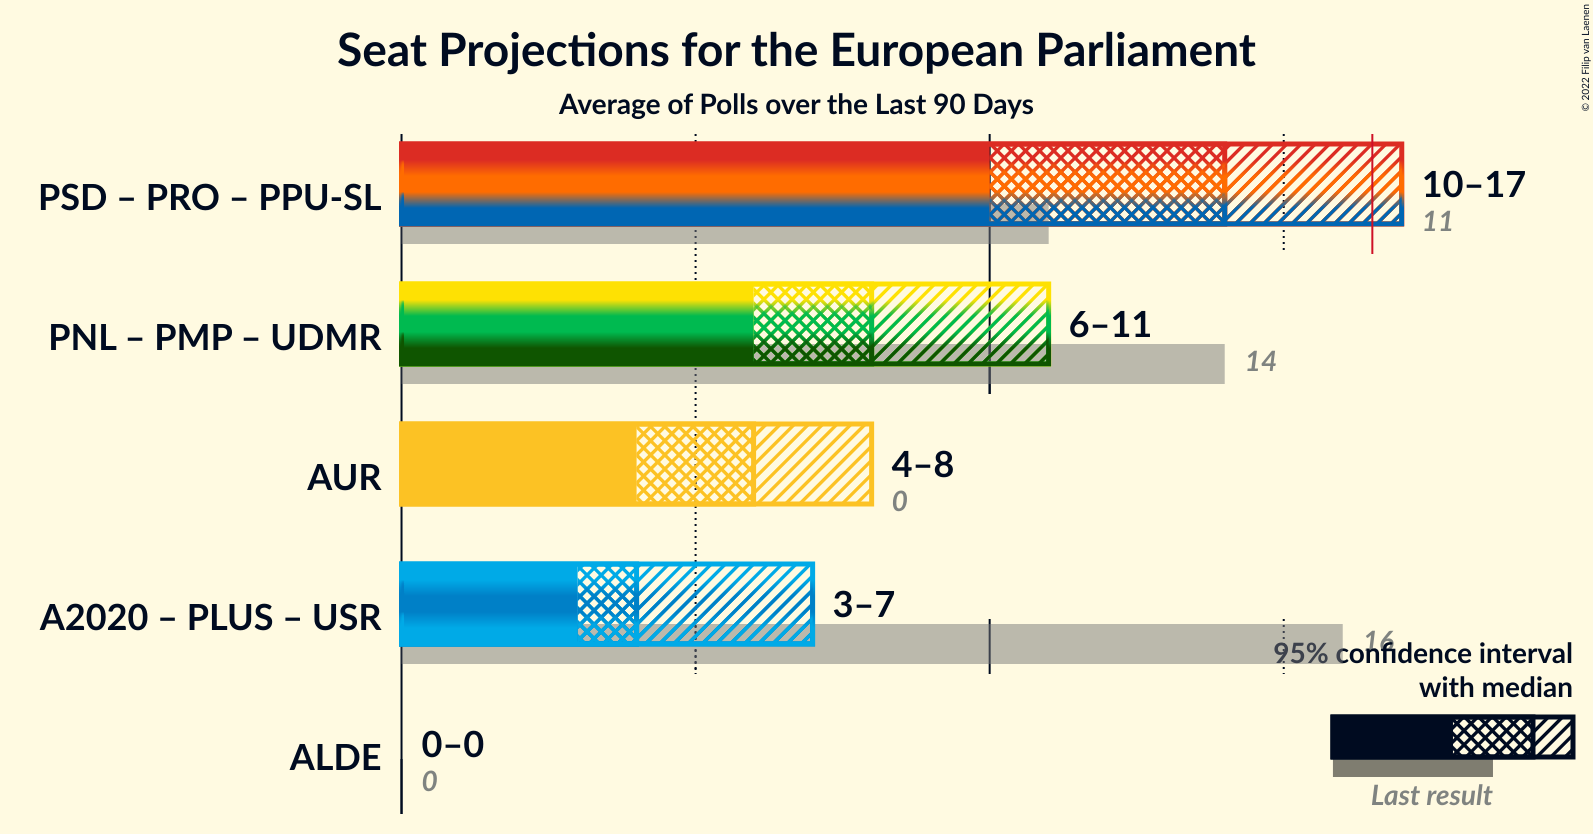 Seat Projections for the European Parliament
Average of Polls over the Last 90 Days
© 2022 Filip van Laenen
PSD – PRO – PPU-SL
10–17
11
PNL – PMP – UDMR
6–11
14
AUR
4–8
0
A2020 – PLUS – USR
3–7
16
ALDE
0–0
0
95% confidence interval
with median
Last result